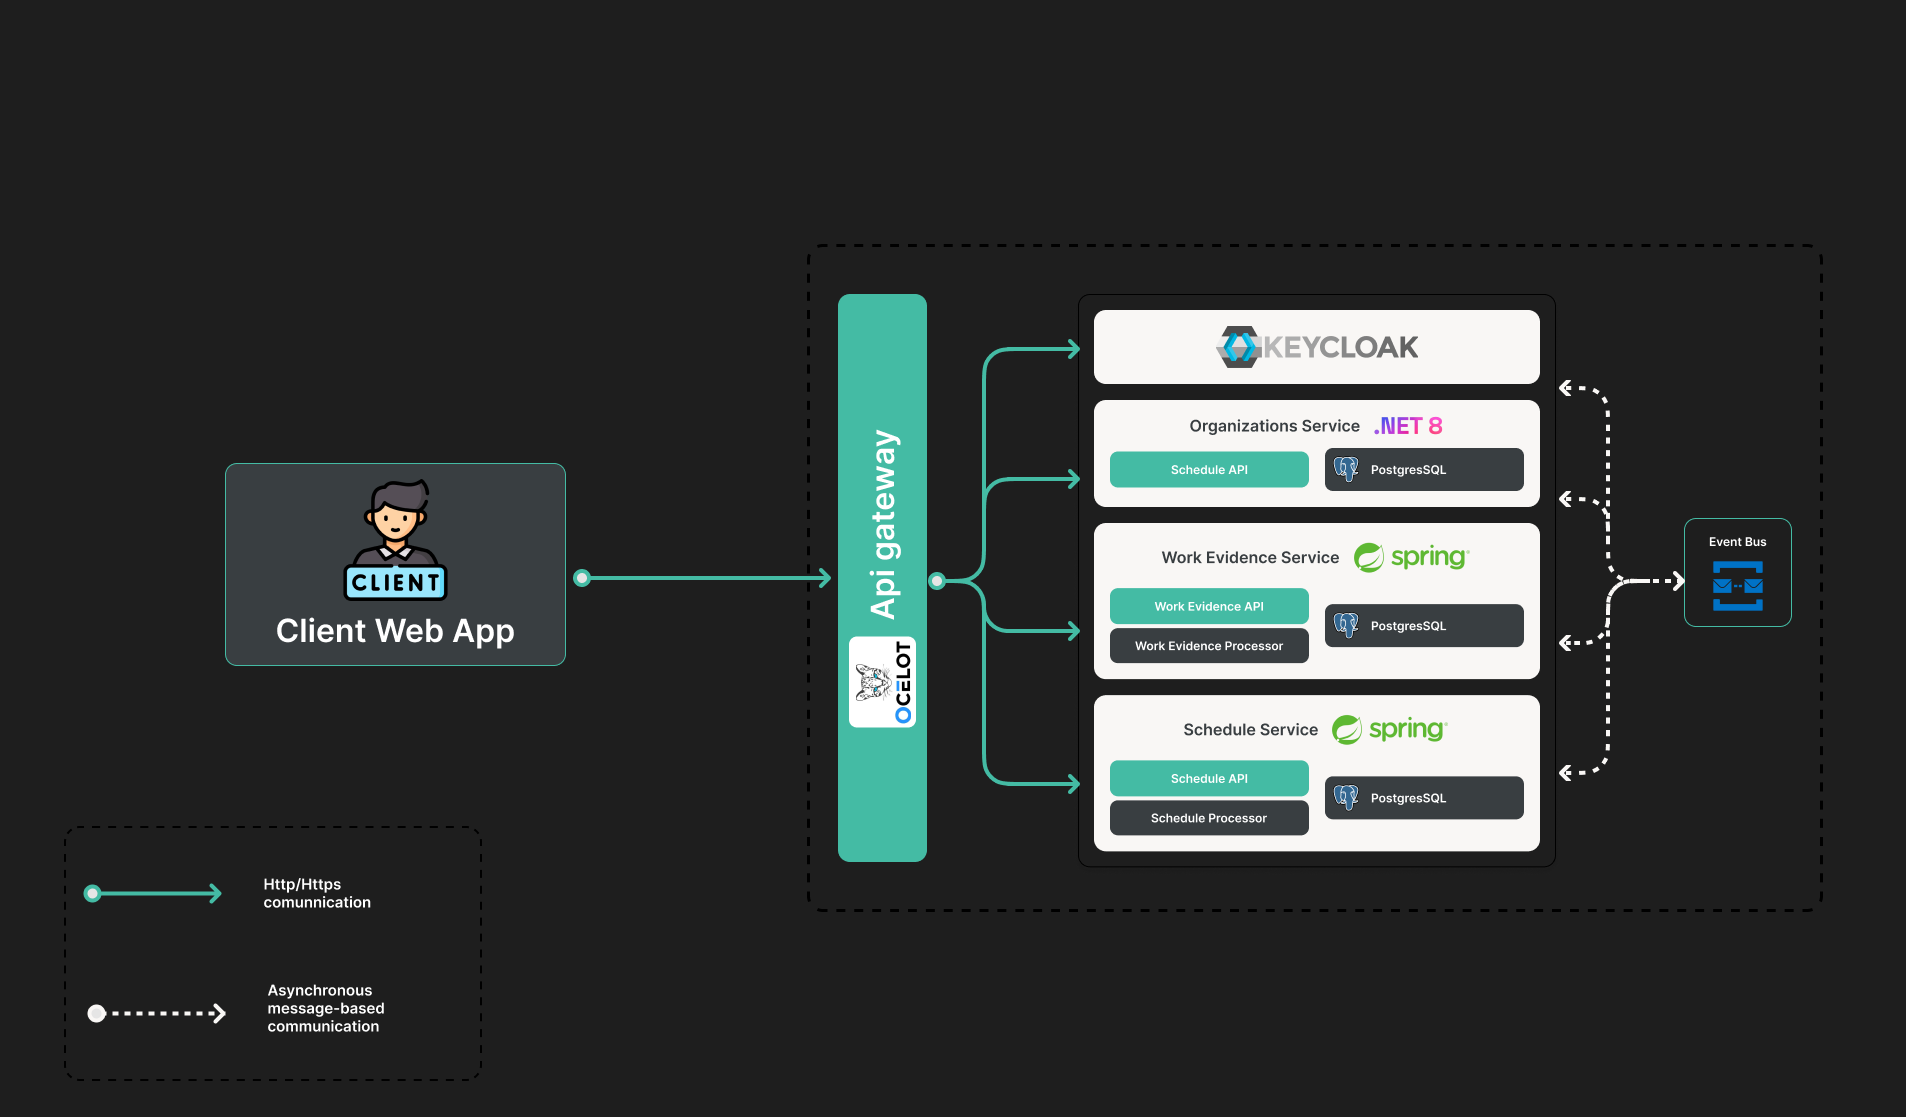 CLIENT
Client Web App
Api gateway
OCELOT
KEYCLOAK
Organizations Service .NET 8
Schedule API
PostgresSQL
Work Evidence Service spring
Work Evidence API
Work Evidence Processor
PostgresSQL
Schedule Service spring
Schedule API
Schedule Processor
PostgresSQL
Event Bus
Http/Https
comunnication
Asynchronous
message-based
communication